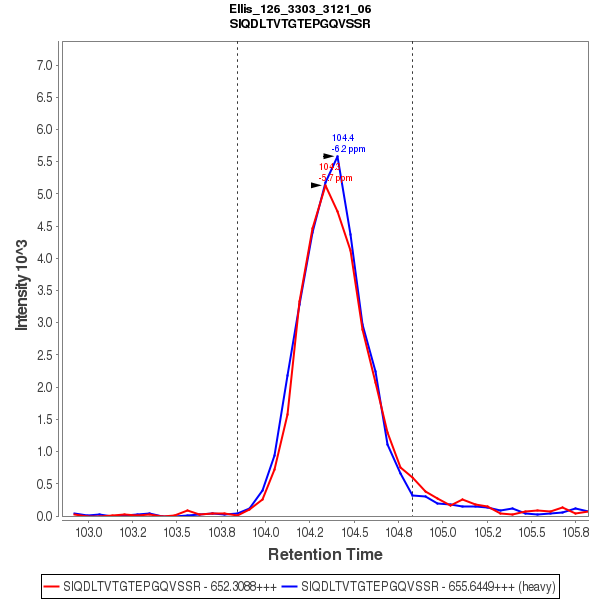 Ellis_126_3303_3121_06
SIQDLTVTGTEPGQVSSR
7.0
6.5
6.0
5.5
5.0
4.5
4.0
3.5
3.0
2.5
2.0
1.5
1.0
0.5
0.0
Intensity 10^3
104.4
-6.2 ppm
104.3
-5.7 ppm
103.0 103.2 103.5 103.8 104.0 104.2 104.5 104.8 105.0 105.2 105.5 105.8
Retention Time
SIQDLTVTGTEPGQVSSR - 652.3088+++ SIQDLTVTGTEPGQVSSR - 655.6449+++ (heavy)